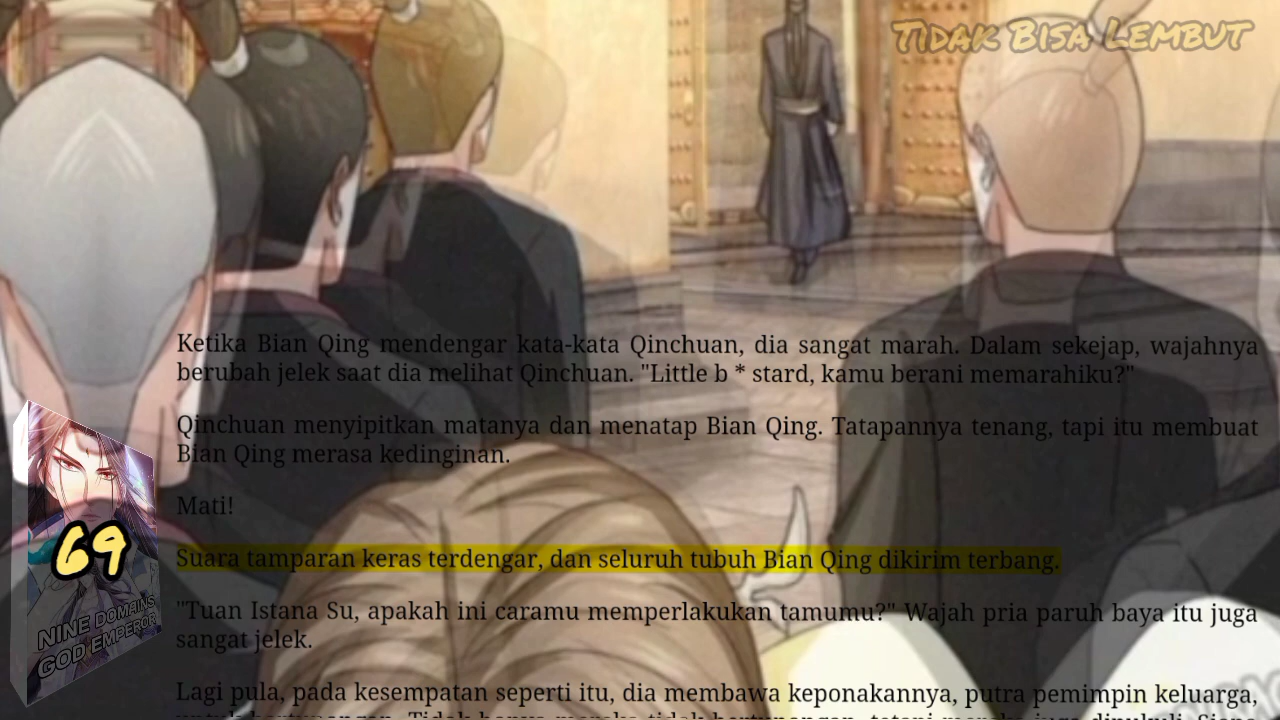 Tidak Bisa Lembut
Ketika Bian Qing mendengar kata-kata Qinchuan, dia sangat marah. Dalam sekejap, wajahnya
berubah jelek saat dia melihat Qinchuan. "Little b * stard, kamu berani memarahiku?"
Qinchuan menyipitkan matanya dan menatap Bian Qing. Tatapannya tenang, tapi itu membuat
Bian Qing merasa kedinginan.
Mati!
Suara tamparan keras terdengar, dan seluruh tubuh Bian Qing dikirim terbang.
"Tuan Istana Su, apakah ini caramu memperlakukan tamumu?" Wajah pria paruh baya itu juga
sangat jelek.
Lagi pula, pada kesempatan seperti itu, dia membawa keponakannya, putra pemimpin keluarga,
69
NINE DOMAINS
GOD EMPEROR